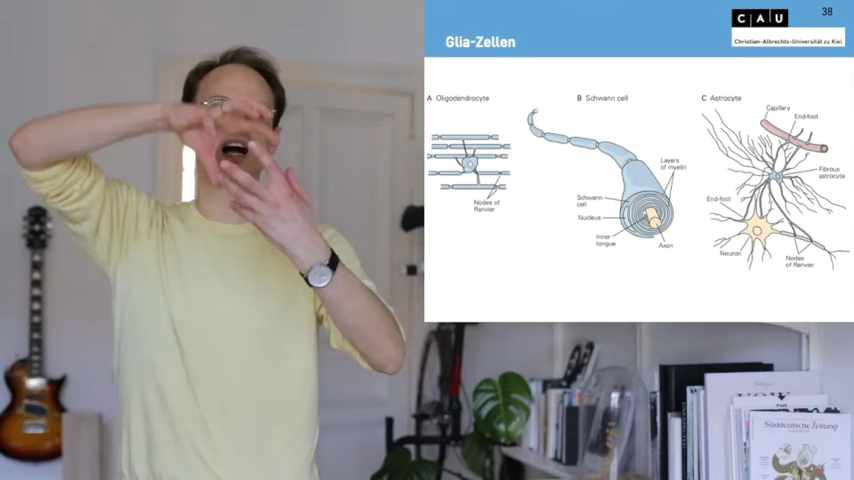 38
C A U
Christian-Albrechts-Universität zu Kiel
Glia-Zellen
A Oligodendrocyte
Nodes of
Ranvier
B Schwann cell
Layers
of myelin
Schwann
cell
Nucleus
Inner
tongue
Axon
C Astrocyte
Capillary
End-foot
Fibrous
astrocyte
End-foot
Neuron
Nodes
of Ranvier
Süddeutsche Zeitung